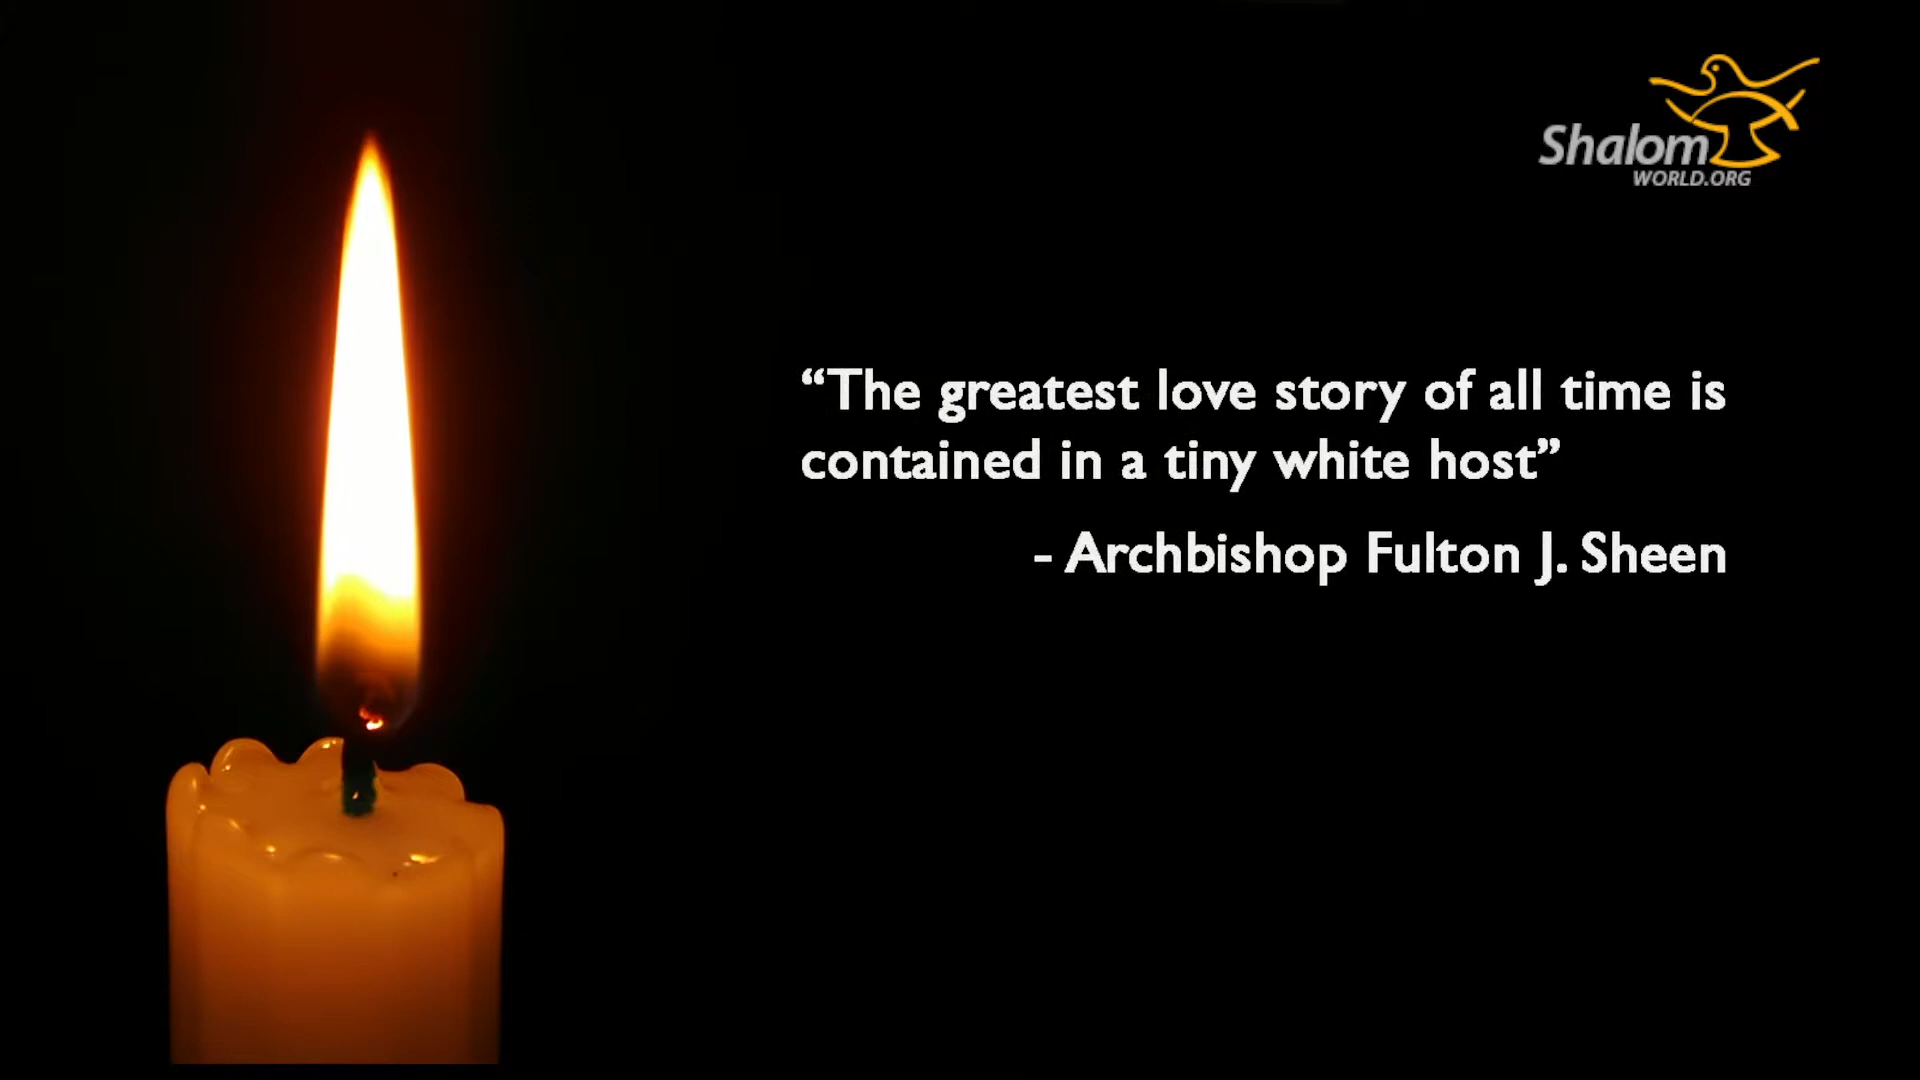 Shalom
WORLD.ORG
“The greatest love story of all time is
contained in a tiny white host”
- Archbishop Fulton J. Sheen